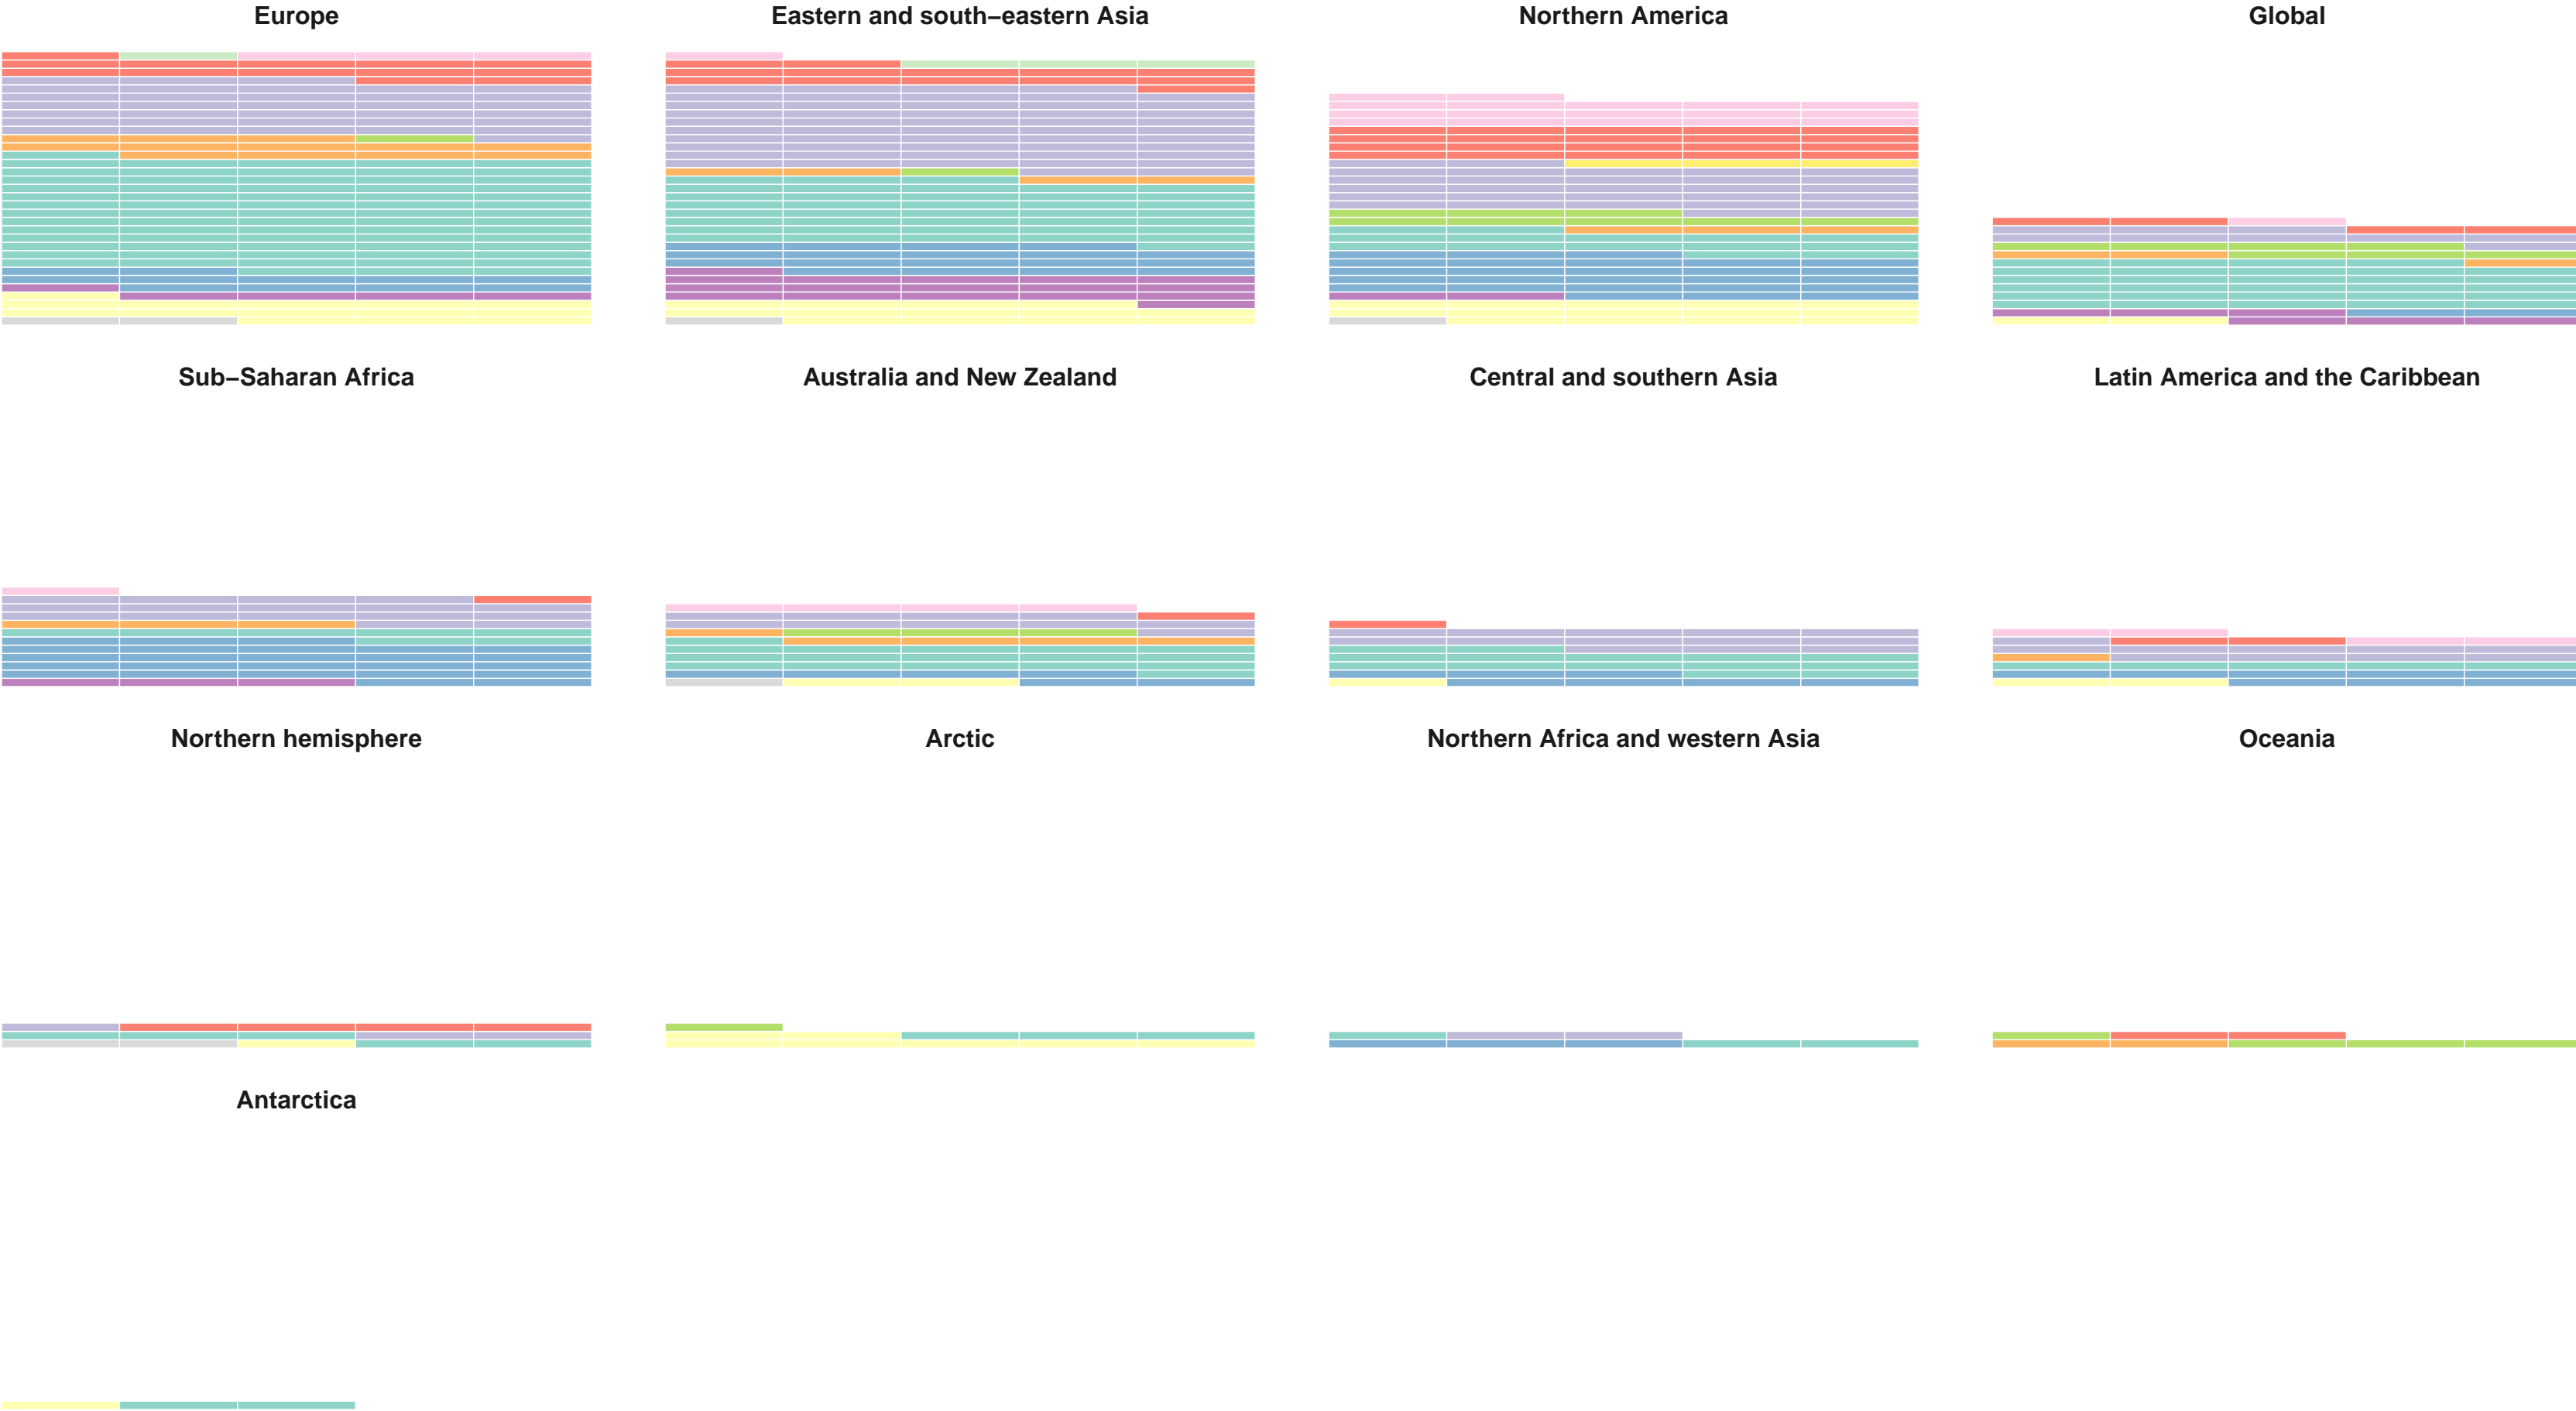 Europe
Eastern and south–eastern Asia
Northern America
Global
Sub–Saharan Africa
Australia and New Zealand
Central and southern Asia
Latin America and the Caribbean
Northern hemisphere
Arctic
Northern Africa and western Asia
Oceania
Antarctica